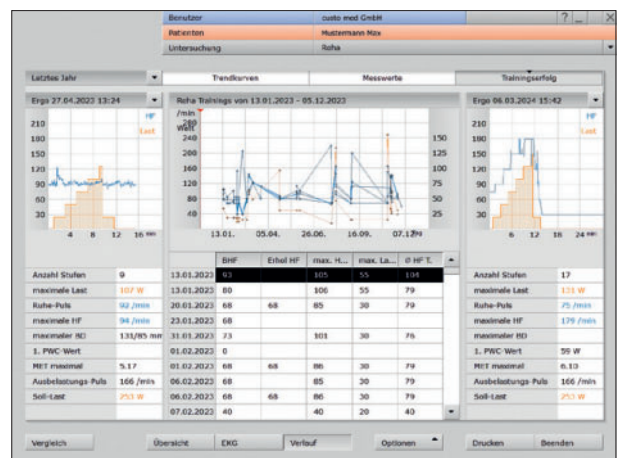 Benutzer custo med GmbH ? _ X
Patienten Mustermann Max
Untersuchung Reha
Letztes Jahr Trendkurven Messwerte Trainingserfolg
Ergo 27.04.2023 13:24 Reha Trainings von 13.01.2023 - 05.12.2023 Ergo 06.03.2024 15:42
HF
Last
210
180
150
120
90
60
30
4 8 12 16 min
/min
Watt
280
240
200
160
120
80
40
150
125
100
75
50
25
13.01. 05.04. 26.06. 16.09. 07.12
HF
Last
210
180
150
120
90
60
30
6 12 18 24 min
BHF Erhol HF max. H... max. La... Ø HF T.
Anzahl Stufen 9 13.01.2023 93 105 55 104 Anzahl Stufen 17
maximale Last 107 W 13.01.2023 80 106 55 79 maximale Last 131 W
Ruhe-Puls 92 /min 20.01.2023 68 68 85 30 79 Ruhe-Puls 75 /min
maximale HF 94 /min 23.01.2023 68 maximale HF 179 /min
maximaler BD 131/85 mm 31.01.2023 73 101 30 76 maximaler BD
1. PWC-Wert 01.02.2023 0 1. PWC-Wert 59 W
MET maximal 5.17 01.02.2023 68 68 86 30 79 MET maximal 6.10
Ausbelastungs-Puls 166 /min 06.02.2023 68 85 30 79 Ausbelastungs-Puls 166 /min
Soll-Last 253 W 06.02.2023 68 68 86 30 79 Soll-Last 253 W
07.02.2023 40 40 20 40
Vergleich Übersicht EKG Verlauf Optionen Drucken Beenden